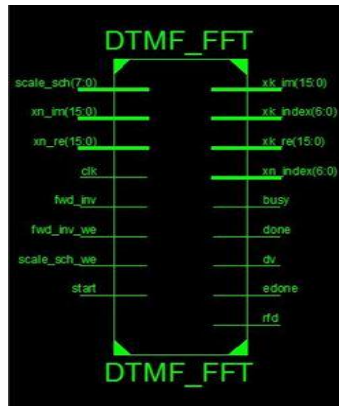 DTMF_FFT
scale_sch(7:0)
xk_im(15:0)
xn_im(15:0)
xk_index(6:0)
xn_re(15:0)
xk_re(15:0)
clk
xn_index(6:0)
fwd_inv
busy
fwd_inv_we
done
scale_sch_we
dv
start
edone
rfd
DTMF_FFT